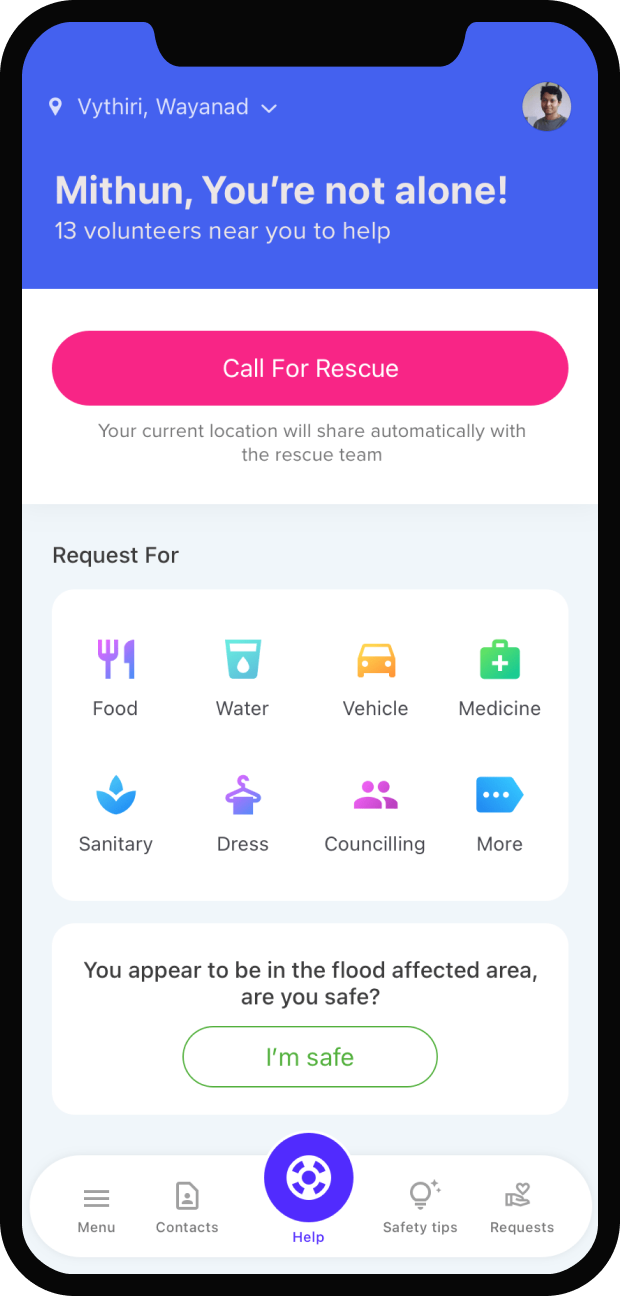 Vythiri, Wayanad
Mithun, You’re not alone!
13 volunteers near you to help
Call For Rescue
Your current location will share automatically with
the rescue team
Request For
Food Water Vehicle Medicine
Sanitary Dress Councilling More
You appear to be in the flood affected area,
are you safe?
I’m safe
Menu Contacts Help Safety tips Requests